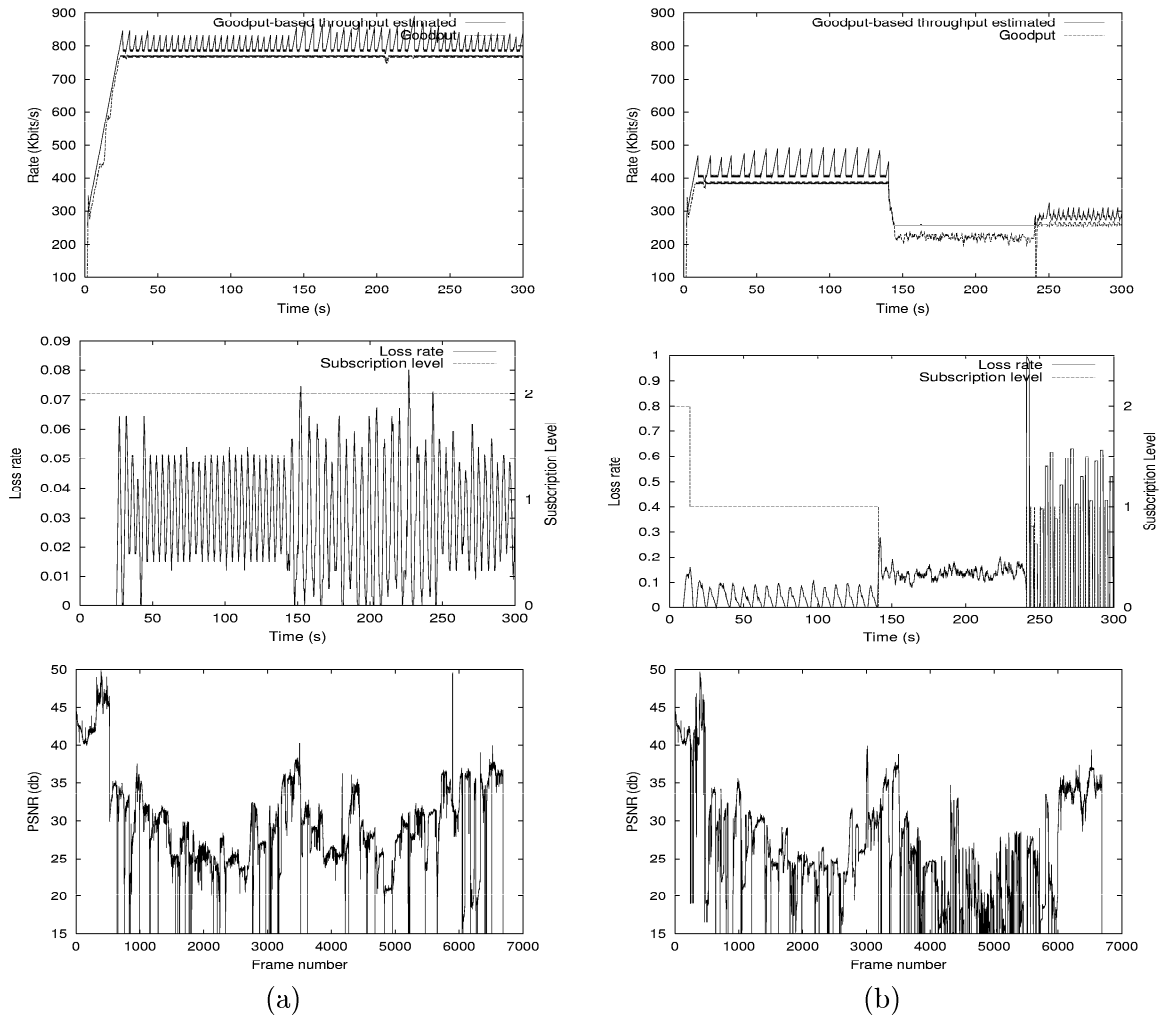 Goodput-based throughput estimated
Goodput
Rate (Kbits/s)
900
800
700
600
500
400
300
200
100
0 50 100 150 200 250 300
Time (s)
Goodput-based throughput estimated
Goodput
Rate (Kbits/s)
900
800
700
600
500
400
300
200
100
0 50 100 150 200 250 300
Time (s)
Loss rate
Subscription level
Loss rate
0.09
0.08
0.07
0.06
0.05
0.04
0.03
0.02
0.01
0
2
1
0
Susbcription Level
0 50 100 150 200 250 300
Time (s)
Loss rate
Subscription level
Loss rate
1
0.9
0.8
0.7
0.6
0.5
0.4
0.3
0.2
0.1
0
2
1
0
Susbcription Level
0 50 100 150 200 250 300
Time (s)
PSNR (db)
50
45
40
35
30
25
20
15
0 1000 2000 3000 4000 5000 6000 7000
Frame number
(a)
PSNR (db)
50
45
40
35
30
25
20
15
0 1000 2000 3000 4000 5000 6000 7000
Frame number
(b)